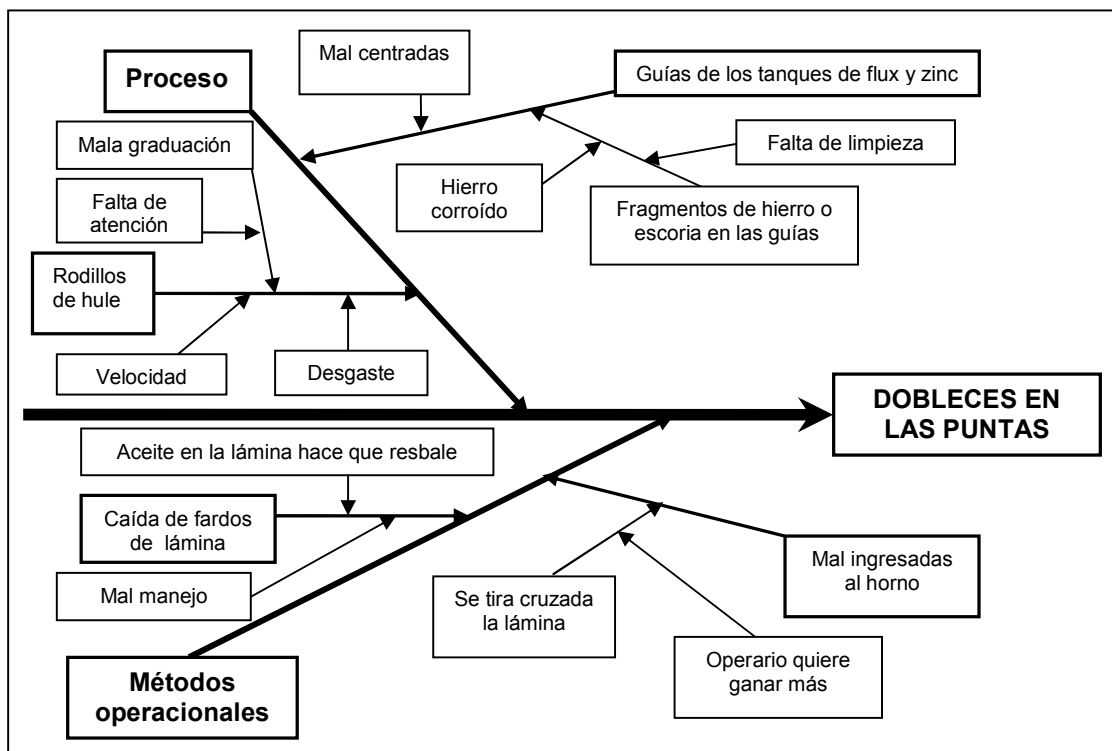 Proceso
Mal centradas
Guías de los tanques de flux y zinc
Mala graduación
Falta de limpieza
Hierro
corroído
Fragmentos de hierro o
escoria en las guías
Falta de
atención
Rodillos
de hule
Velocidad
Desgaste
DOBLECES EN
LAS PUNTAS
Aceite en la lámina hace que resbale
Caída de fardos
de lámina
Mal manejo
Mal ingresadas
al horno
Se tira cruzada
la lámina
Operario quiere
ganar más
Métodos
operacionales